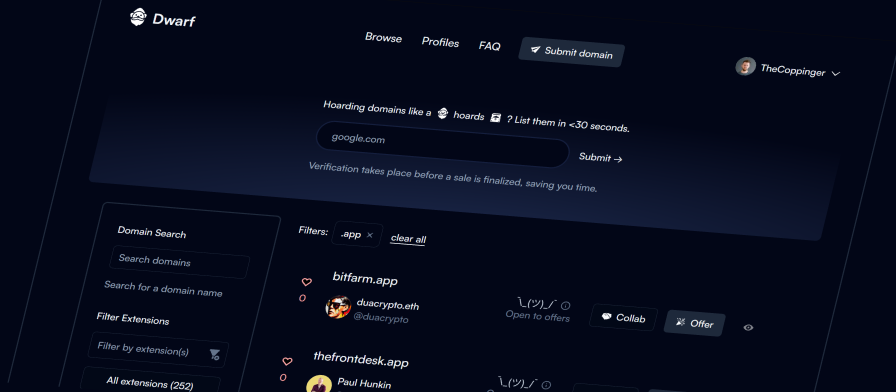 Dwarf
Browse Profiles FAQ Submit domain
TheCoppinger
Hoarding domains like a hoards ? List them in <30 seconds.
google.com
Submit →
Verification takes place before a sale is finalized, saving you time.
Domain Search
Search domains
Search for a domain name
Filter Extensions
Filter by extension(s)
All extensions (252)
Filters: .app × clear all
bitfarm.app
0
duacrypto.eth
@duacrypto
¯\_(ツ)_/¯
Open to offers
Collab
Offer
thefrontdesk.app
0
Paul Hunkin
¯\_(ツ)_/¯